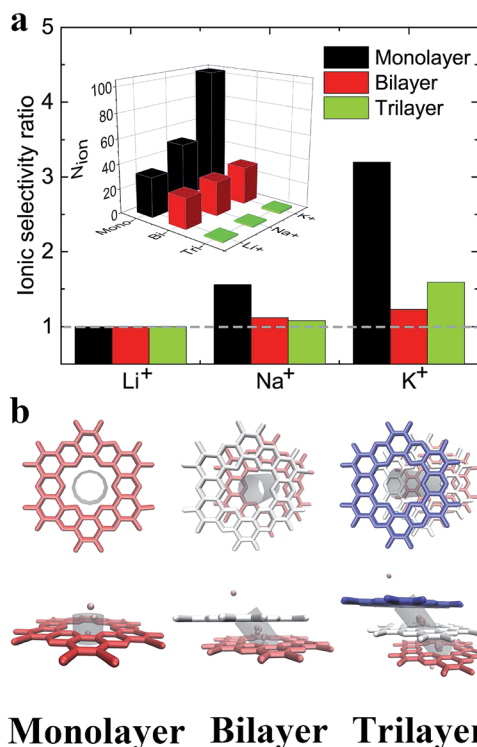 a
5
4
3
2
1
Ionic selectivity ratio
Monolayer
Bilayer
Trilayer
100
80
60
40
20
0
Nion
Mono-
Bi-
Tri-
Li+
Na+
K+
Li+
Na+
K+
b
Monolayer Bilayer Trilayer